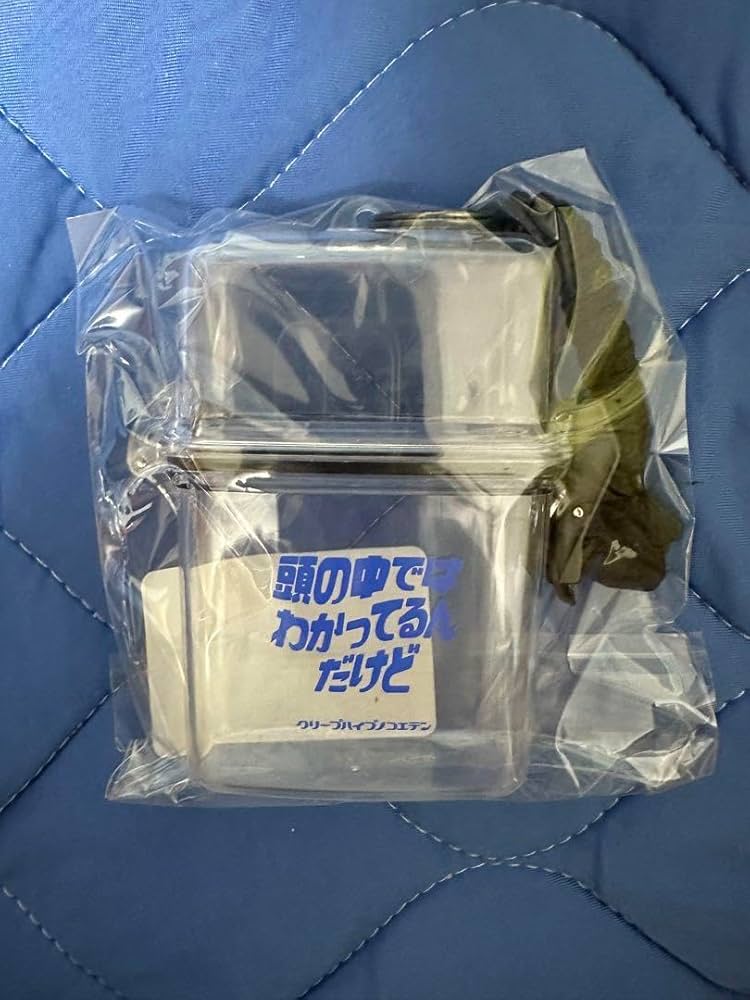 頭の中では
わかってるん
だけど
クリープハイプノコエデン